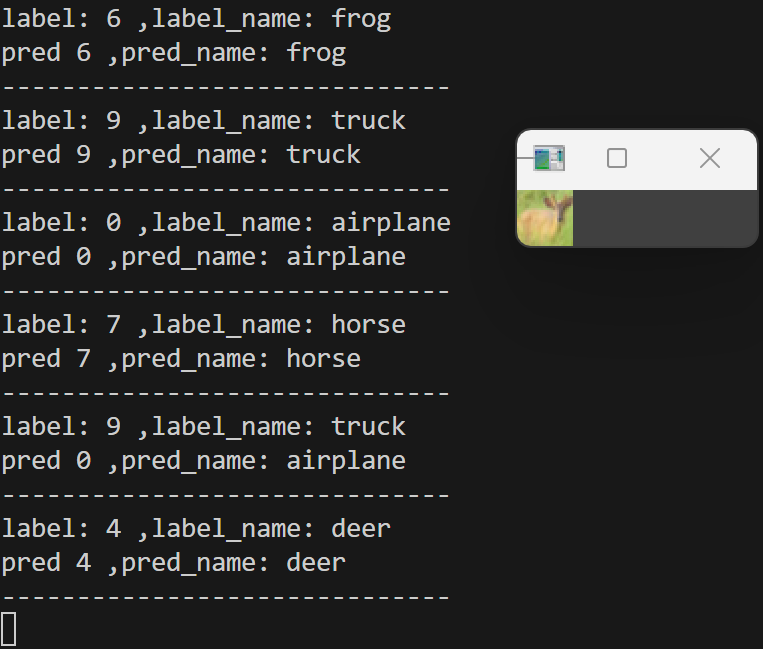 label: 6 ,label_name: frog
pred 6 ,pred_name: frog
------------------------------
label: 9 ,label_name: truck
pred 9 ,pred_name: truck
------------------------------
label: 0 ,label_name: airplane
pred 0 ,pred_name: airplane
------------------------------
label: 7 ,label_name: horse
pred 7 ,pred_name: horse
------------------------------
label: 9 ,label_name: truck
pred 0 ,pred_name: airplane
------------------------------
label: 4 ,label_name: deer
pred 4 ,pred_name: deer
------------------------------